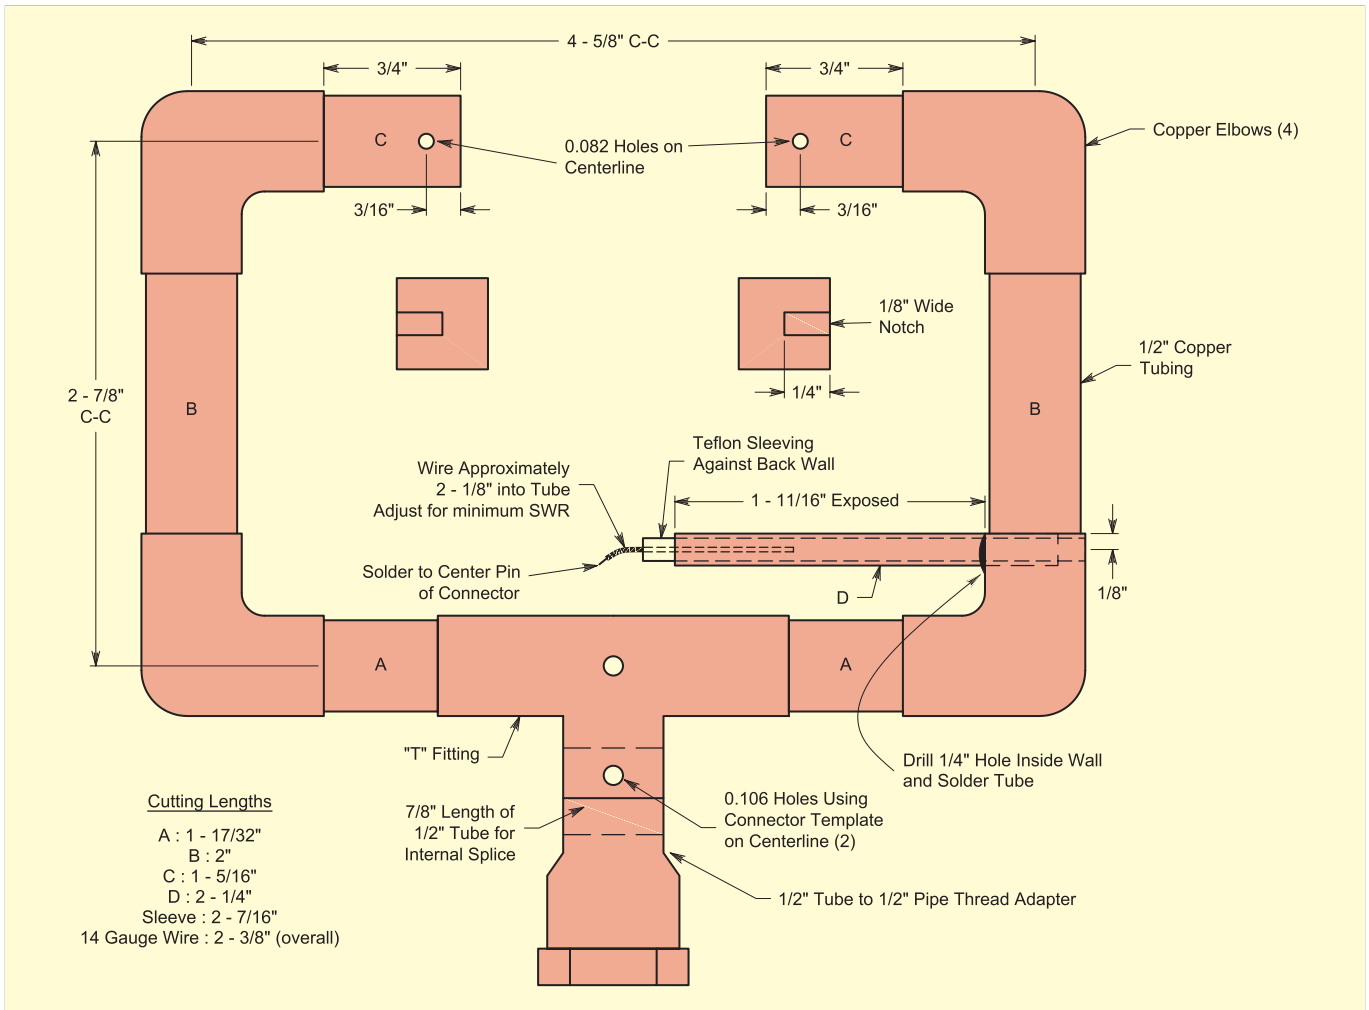 4 - 5/8" C-C
3/4"
3/4"
C
C
0.082 Holes on
Centerline
Copper Elbows (4)
3/16"
3/16"
1/8" Wide
Notch
1/4"
1/2" Copper
Tubing
2 - 7/8"
C-C
B
B
Teflon Sleeving
Against Back Wall
Wire Approximately
2 - 1/8" into Tube
Adjust for minimum SWR
1 - 11/16" Exposed
Solder to Center Pin
of Connector
D
1/8"
A
A
"T" Fitting
Drill 1/4" Hole Inside Wall
and Solder Tube
7/8" Length of
1/2" Tube for
Internal Splice
0.106 Holes Using
Connector Template
on Centerline (2)
1/2" Tube to 1/2" Pipe Thread Adapter
Cutting Lengths
A : 1 - 17/32"
B : 2"
C : 1 - 5/16"
D : 2 - 1/4"
Sleeve : 2 - 7/16"
14 Gauge Wire : 2 - 3/8" (overall)